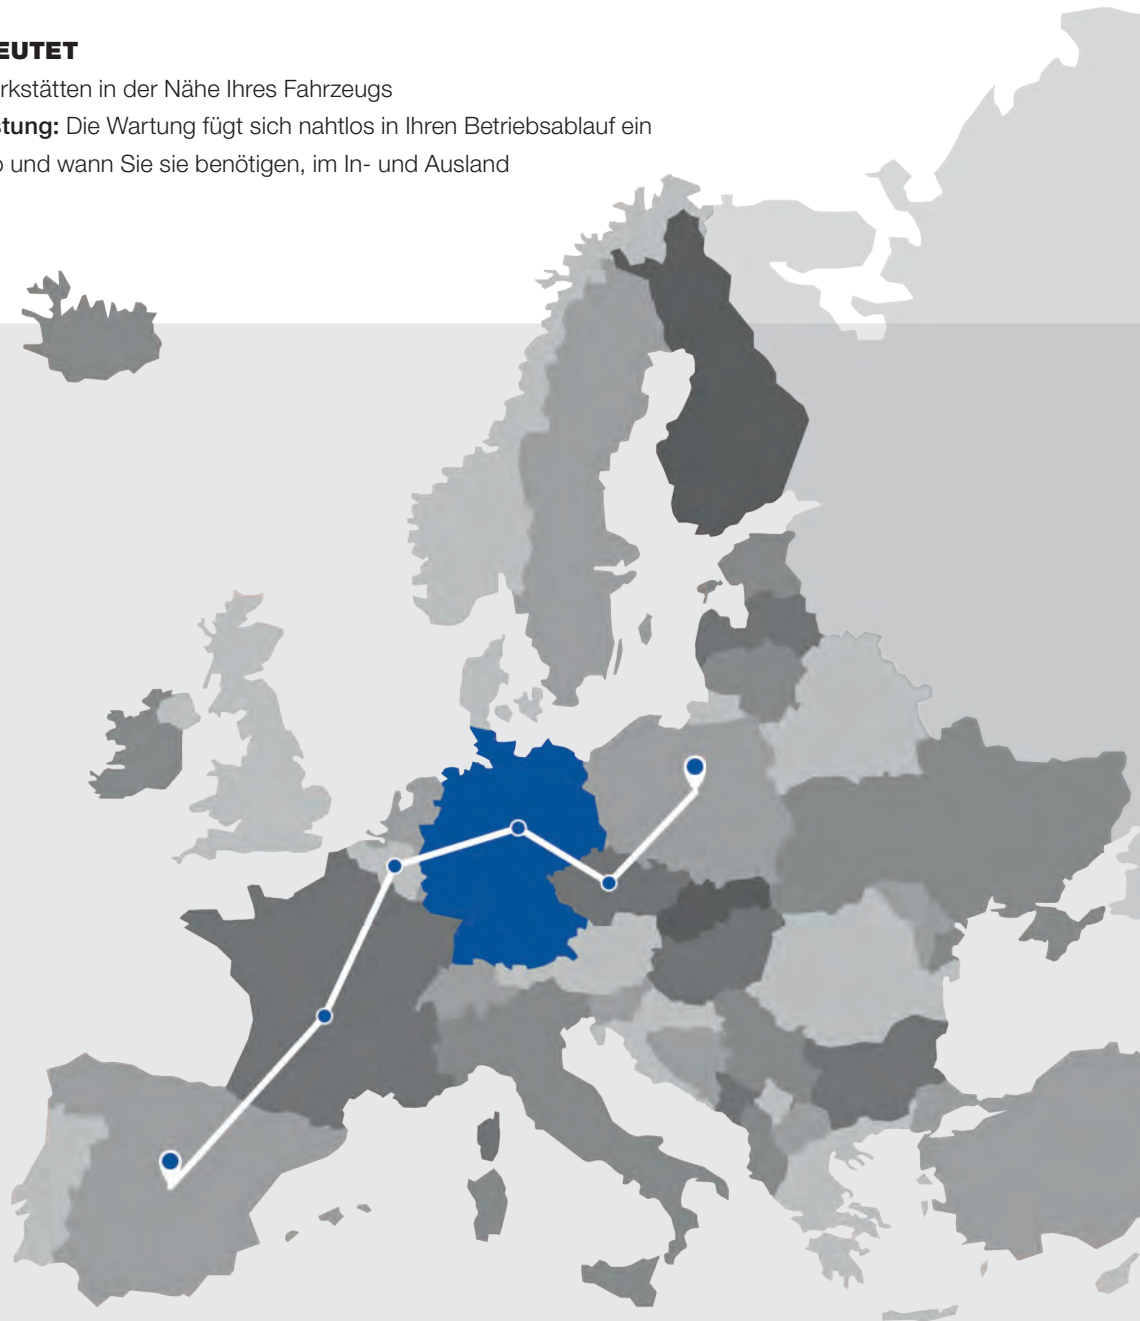 EUTET
rkstätten in der Nähe Ihres Fahrzeugs
stung: Die Wartung fügt sich nahtlos in Ihren Betriebsablauf ein
o und wann Sie sie benötigen, im In- und Ausland